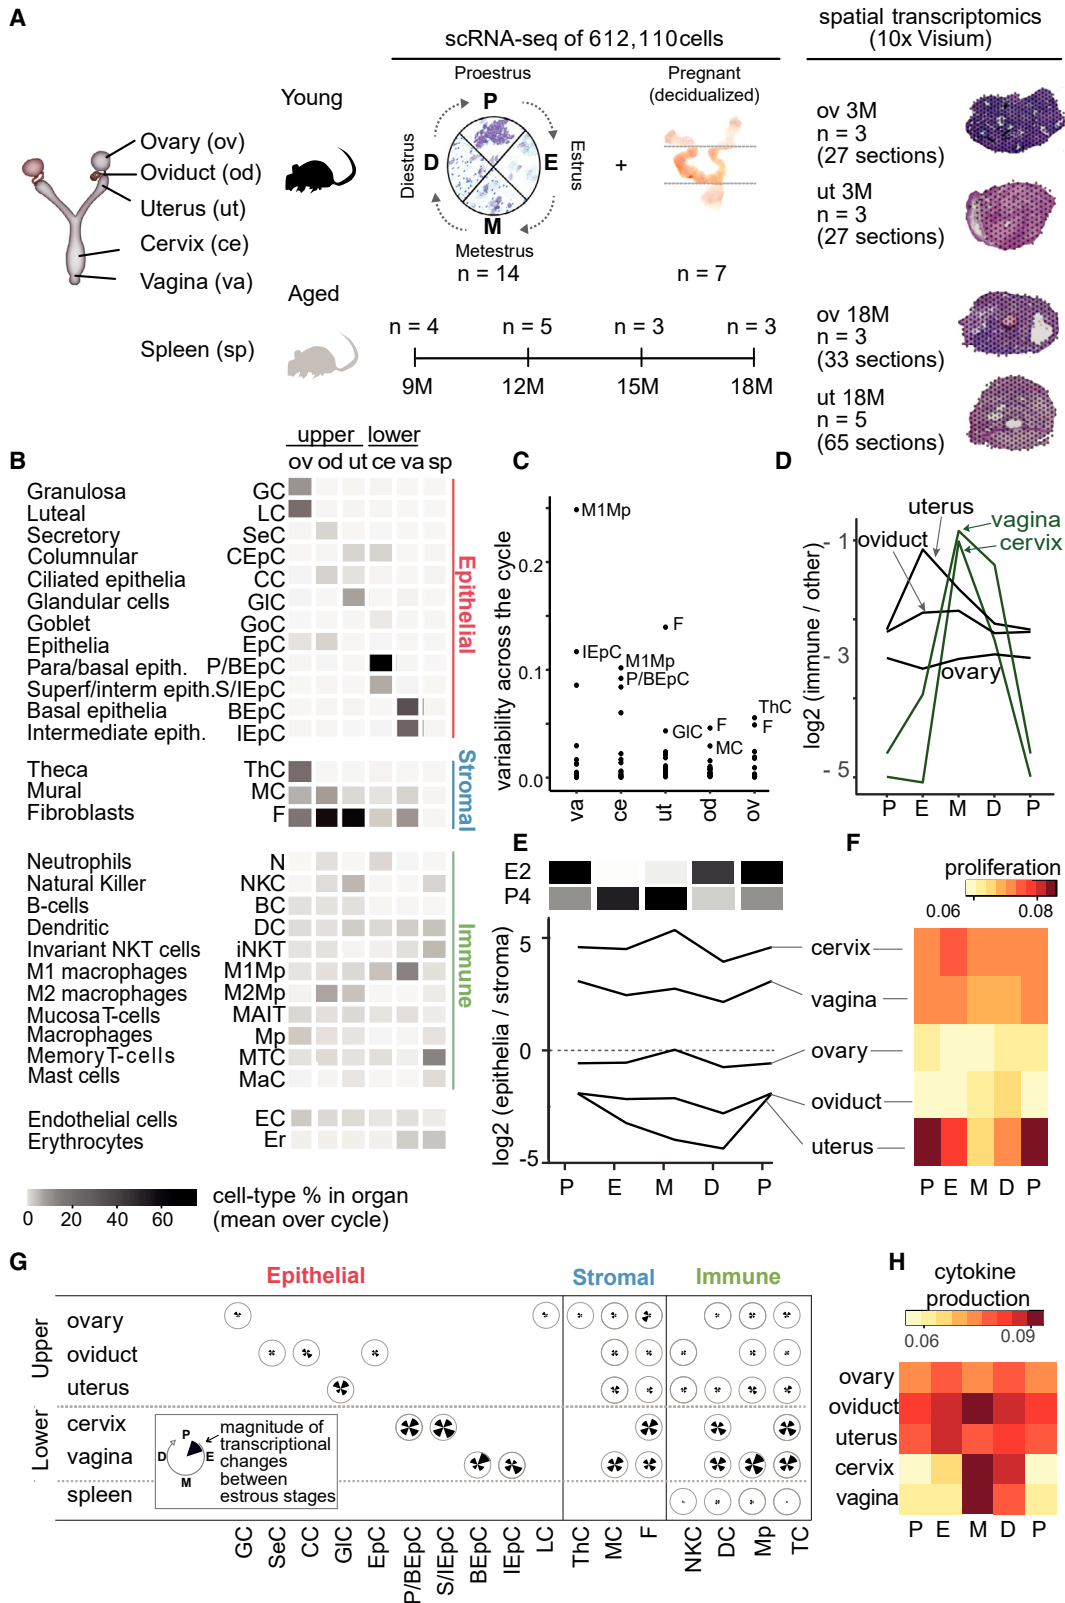 A
scRNA-seq of 612,110 cells
spatial transcriptomics
(10x Visium)
Young
Proestrus
Pregnant
(decidualized)
P
D
E
M
Diestrus
Estrus
+
Metestrus
n = 14
n = 7
Ovary (ov)
Oviduct (od)
Uterus (ut)
Cervix (ce)
Vagina (va)
Aged
Spleen (sp)
n = 4
n = 5
n = 3
n = 3
9M
12M
15M
18M
ov 3M
n = 3
(27 sections)
ut 3M
n = 3
(27 sections)
ov 18M
n = 3
(33 sections)
ut 18M
n = 5
(65 sections)
B
upper lower
ov od ut ce va sp
Granulosa GC
Luteal LC
Secretory SeC
Columnular CEpC
Ciliated epithelia CC
Glandular cells GlC
Goblet GoC
Epithelia EpC
Para/basal epith. P/BEpC
Superf/interm epith. S/IEpC
Basal epithelia BEpC
Intermediate epith. IEpC
Epithelial
Theca ThC
Mural MC
Fibroblasts F
Stromal
Neutrophils N
Natural Killer NKC
B-cells BC
Dendritic DC
Invariant NKT cells iNKT
M1 macrophages M1Mp
M2 macrophages M2Mp
Mucosa T-cells MAIT
Macrophages Mp
Memory T-cells MTC
Mast cells MaC
Immune
Endothelial cells EC
Erythrocytes Er
0 20 40 60
cell-type % in organ
(mean over cycle)
C
variability across the cycle
0.2
0.1
0.0
M1Mp
IEpC
M1Mp
P/BEpC
F
GlC
F
MC
ThC
F
va ce ut od ov
D
log2 (immune / other)
- 1
- 3
- 5
uterus
oviduct
vagina
cervix
ovary
P E M D P
E
E2
P4
log2 (epithelia / stroma)
5
0
-5
P E M D P
cervix
vagina
ovary
oviduct
uterus
F
proliferation
0.06 0.08
P E M D P
G
Epithelial Stromal Immune
Upper
ovary
oviduct
uterus
Lower
cervix
vagina
spleen
P
D
E
M
magnitude of
transcriptional
changes
between
estrous stages
GC SeC CC GlC EpC P/BEpC S/IEpC BEpC IEpC LC ThC MC F NKC DC Mp TC
H
cytokine
production
0.06 0.09
ovary
oviduct
uterus
cervix
vagina
P E M D P